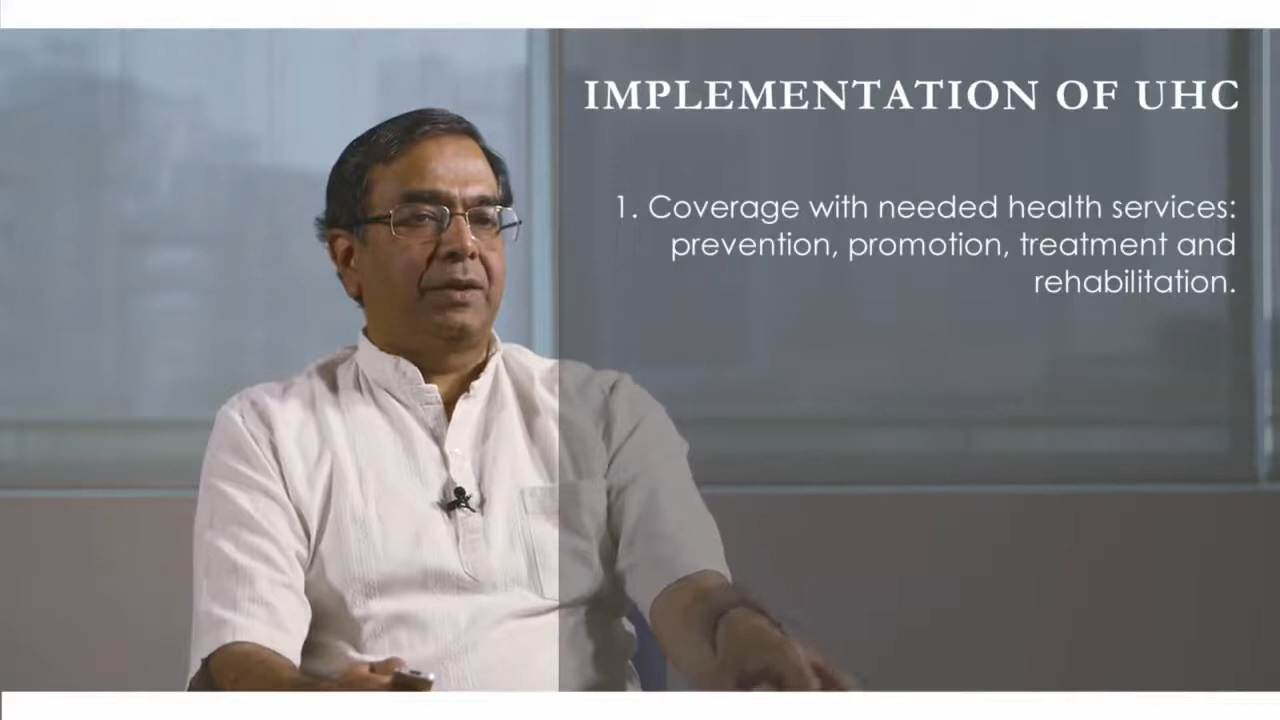 IMPLEMENTATION OF UHC
1. Coverage with needed health services:
prevention, promotion, treatment and
rehabilitation.